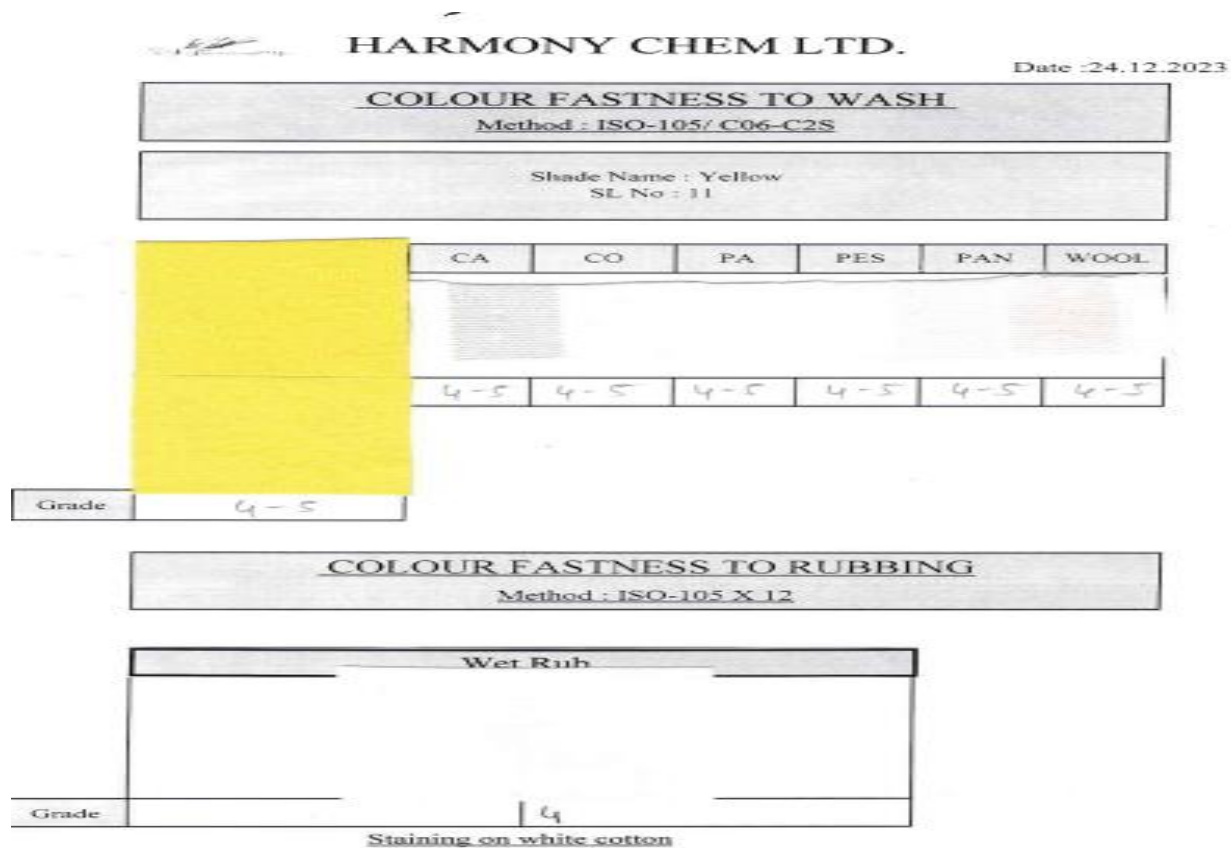 HARMONY CHEM LTD.
Date :24.12.2023
COLOUR FASTNESS TO WASH
Method : ISO-105/ C06-C2S
Shade Name : Yellow
SL No : 11
CA CO PA PES PAN WOOL
4-5 4-5 4-5 4-5 4-5 4-5
Grade 4-5
COLOUR FASTNESS TO RUBBING
Method : ISO-105 X 12
Wet Rub
Grade 4
Staining on white cotton